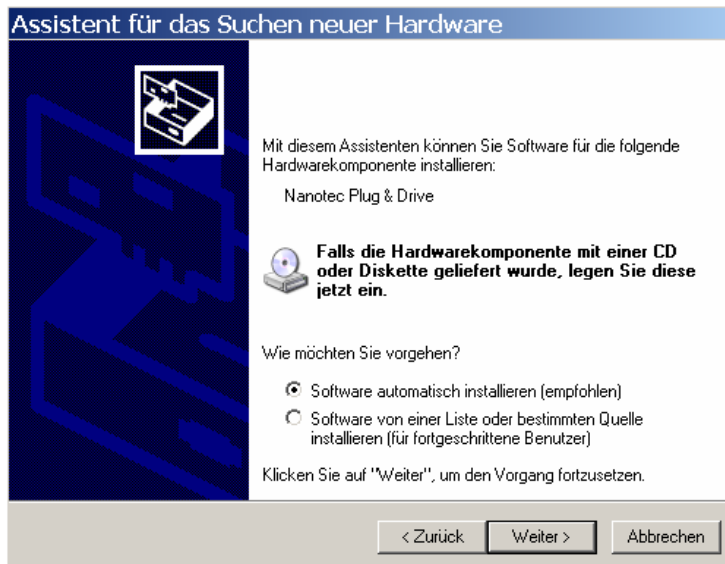 Assistent für das Suchen neuer Hardware
Mit diesem Assistenten können Sie Software für die folgende
Hardwarekomponente installieren:
Nanotec Plug & Drive
Falls die Hardwarekomponente mit einer CD
oder Diskette geliefert wurde, legen Sie diese
jetzt ein.
Wie möchten Sie vorgehen?
Software automatisch installieren (empfohlen)
Software von einer Liste oder bestimmten Quelle
installieren (für fortgeschrittene Benutzer)
Klicken Sie auf "Weiter", um den Vorgang fortzusetzen.
< Zurück Weiter > Abbrechen